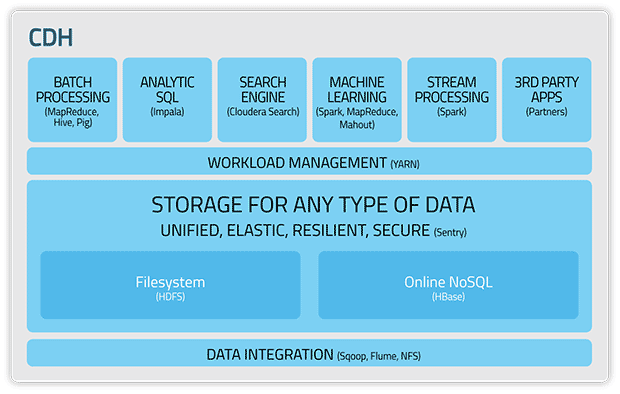 CDH
BATCH
PROCESSING
(MapReduce,
Hive, Pig)
ANALYTIC
SQL
(Impala)
SEARCH
ENGINE
(Cloudera Search)
MACHINE
LEARNING
(Spark, MapReduce,
Mahout)
STREAM
PROCESSING
(Spark)
3RD PARTY
APPS
(Partners)
WORKLOAD MANAGEMENT (YARN)
STORAGE FOR ANY TYPE OF DATA
UNIFIED, ELASTIC, RESILIENT, SECURE (Sentry)
Filesystem
(HDFS)
Online NoSQL
(HBase)
DATA INTEGRATION (Sqoop, Flume, NFS)